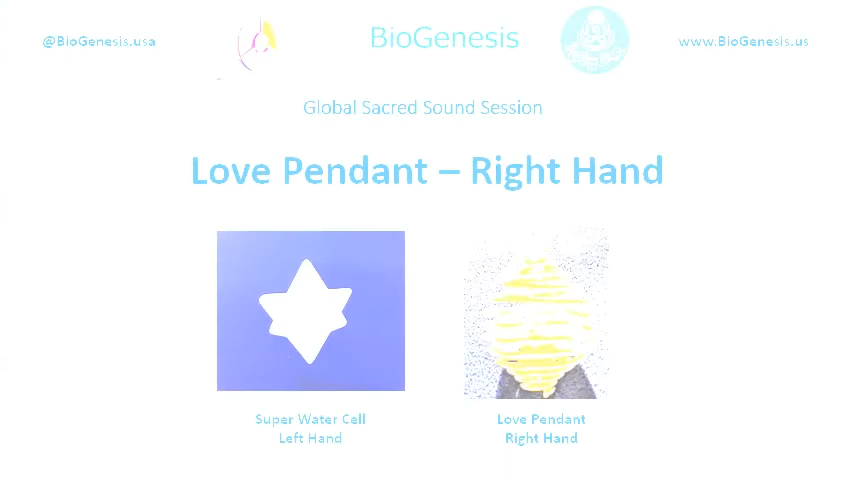 @BioGenesis.usa
BioGenesis
www.BioGenesis.us
Global Sacred Sound Session
Love Pendant – Right Hand
Super Water Cell
Left Hand
Love Pendant
Right Hand